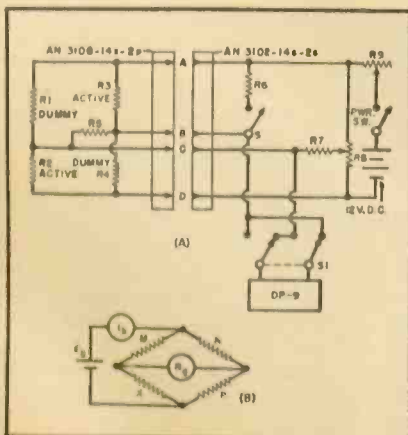 AN 3108-14S-2P AN 3102-14S-2S
A R9
R3
ACTIVE
R6
R1
DUMMY
R5
PWR.
SW.
B S
C R7
R8
R2
ACTIVE
DUMMY
R4
D
12V. D.C.
(A)
S1
DP-9
M N
X P
(B)